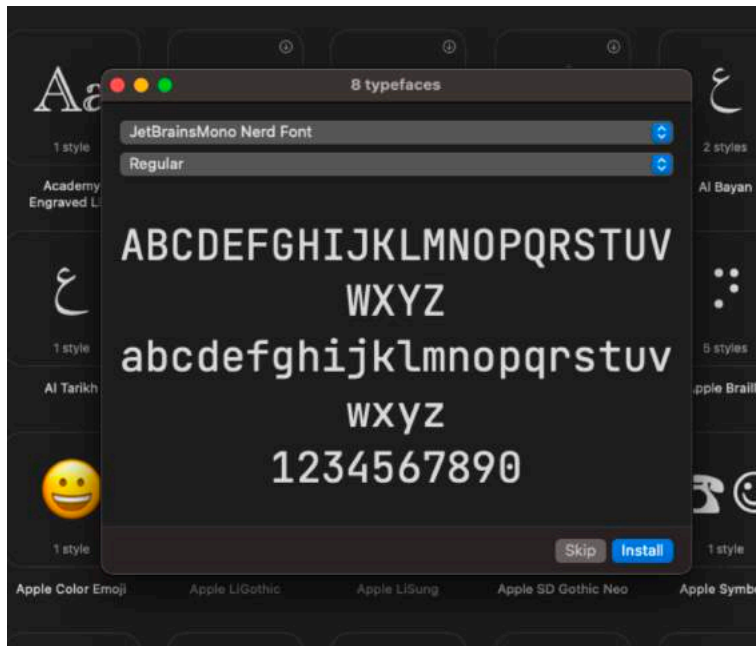 8 typefaces
JetBrainsMono Nerd Font
Regular
ABCDEFGHIJKLMNOPQRSTUV
WXYZ
abcdefghijklmnopqrstuv
wxyz
1234567890
Skip Install
Aa
1 style
Academy
Engraved L
ع
2 styles
Al Bayan
ع
1 style
Al Tarikh
5 styles
pple Braill
1 style
Apple Color Emoji
Apple LiGothic
Apple LiSung
Apple SD Gothic Neo
1 style
Apple Symb